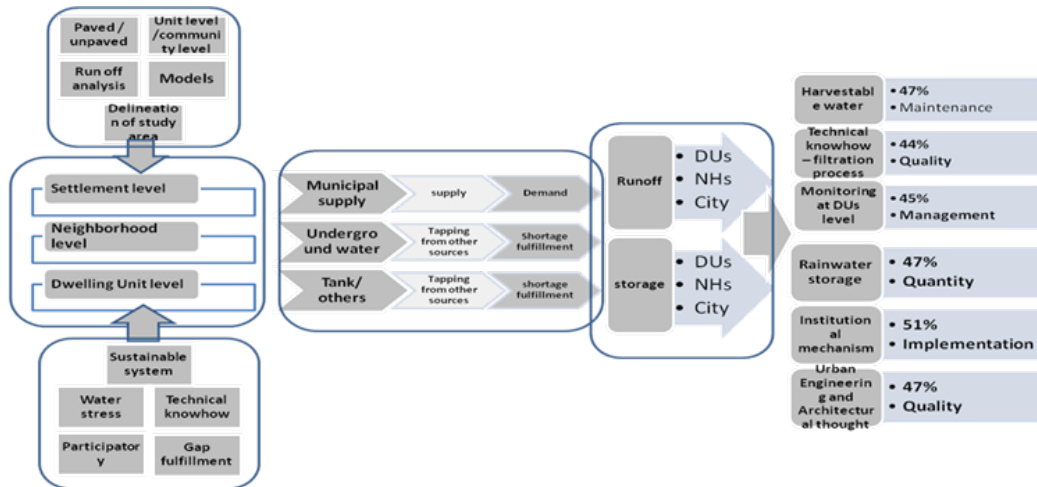 Paved /
unpaved
Unit level
/communi
ty level
Run off
analysis
Models
Delineatio
n of study
area
Settlement level
Neighborhood
level
Dwelling Unit level
Sustainable
system
Water
stress
Technical
knowhow
Participator
y
Gap
fulfillment
Municipal
supply
supply
Demand
Undergro
und water
Tapping
from other
sources
Shortage
fulfillment
Tank/
others
Tapping
from other
sources
shortage
fulfillment
Runoff
• DUs
• NHs
• City
storage
• DUs
• NHs
• City
Harvestabl
e water
• 47%
• Maintenance
Technical
knowhow
– filtration
process
• 44%
• Quality
Monitoring
at DUs
level
• 45%
• Management
Rainwater
storage
• 47%
• Quantity
Institution
al
mechanism
• 51%
• Implementation
Urban
Engineerin
g and
Architectur
al thought
• 47%
• Quality